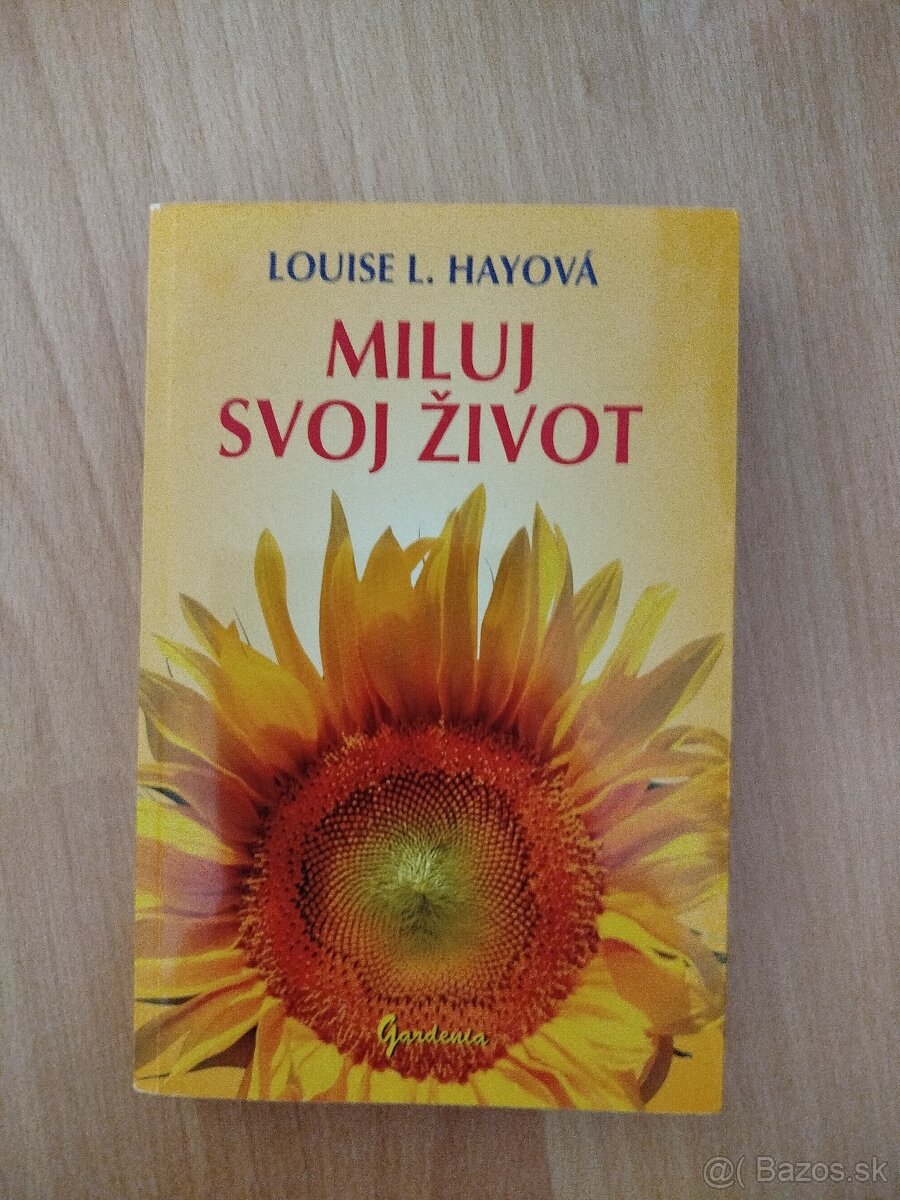 LOUISE L. HAYOVÁ
MILUJ
SVOJ ŽIVOT
Gardenia
@( Bazos.sk